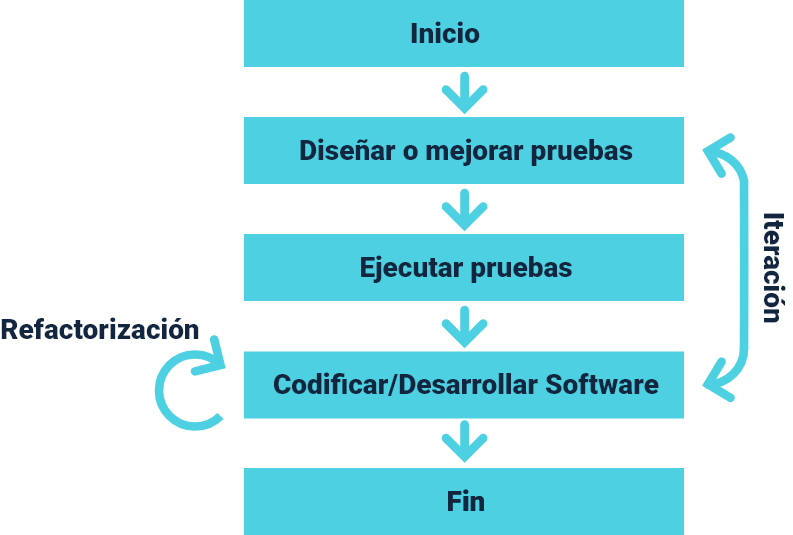 Inicio
Diseñar o mejorar pruebas
Ejecutar pruebas
Iteración
Refactorización
Codificar/Desarrollar Software
Fin